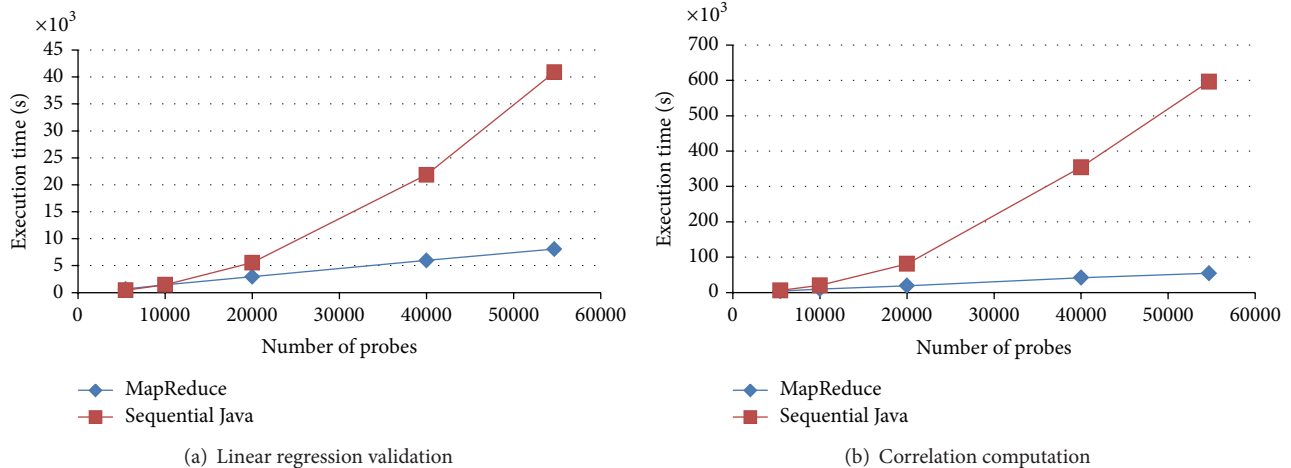 ×10³
45
40
35
30
25
20
15
10
5
0
Execution time (s)
0 10000 20000 30000 40000 50000 60000
Number of probes
MapReduce
Sequential Java
(a) Linear regression validation
×10³
700
600
500
400
300
200
100
0
Execution time (s)
0 10000 20000 30000 40000 50000 60000
Number of probes
MapReduce
Sequential Java
(b) Correlation computation